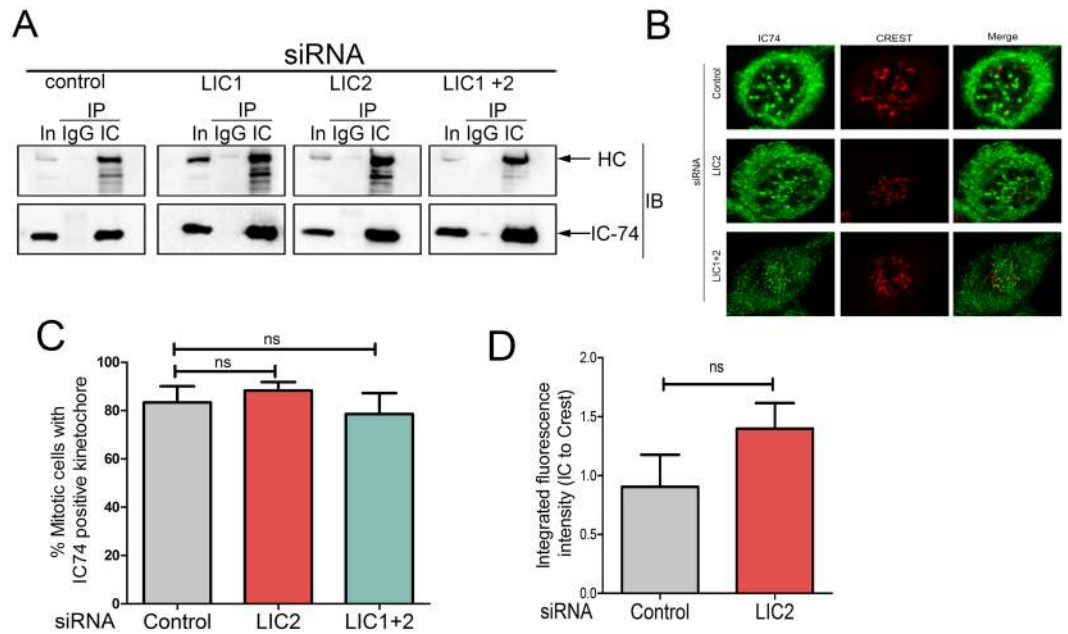 A
siRNA
control LIC1 LIC2 LIC1 +2
IP IP IP IP
In IgG IC In IgG IC In IgG IC In IgG IC
HC
IC-74
IB
B
IC74 CREST Merge
siRNA
Control
LIC2
LIC1+2
C
% Mitotic cells with
IC74 positive kinetochore
100
80
60
40
20
0
ns
ns
siRNA Control LIC2 LIC1+2
D
Integrated fluorescence
intensity (IC to Crest)
2.0
1.5
1.0
0.5
0.0
ns
siRNA Control LIC2